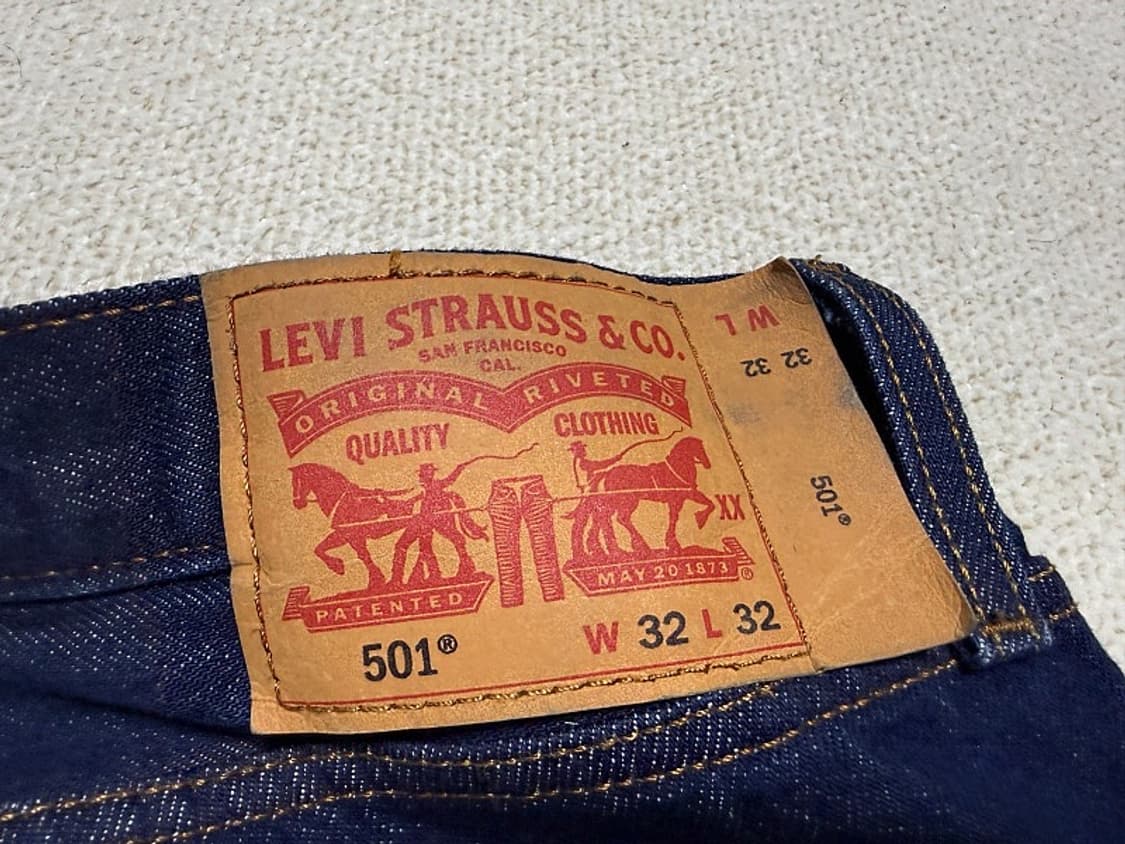 LEVI STRAUSS & CO.
SAN FRANCISCO
CAL.
ORIGINAL RIVETED
QUALITY CLOTHING
XX
PATENTED MAY 20 1873 ®
501® W 32 L 32
W L
32 32
501®